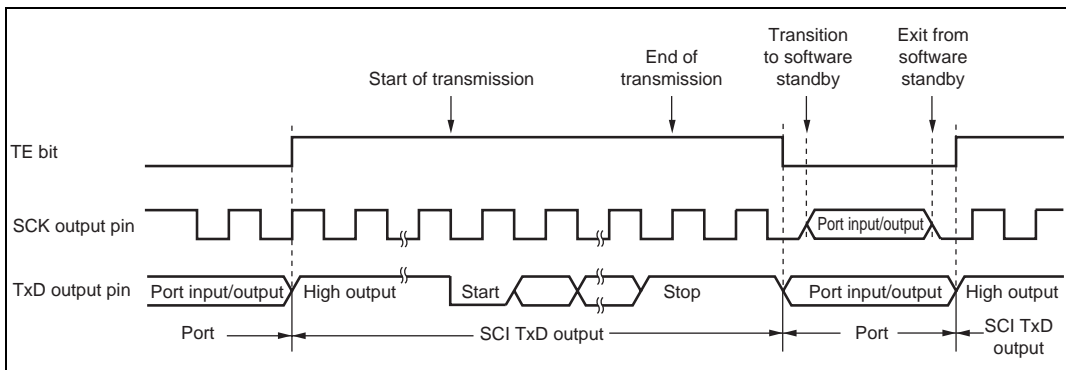 Transition
to software
standby
Exit from
software
standby
End of
transmission
Start of transmission
TE bit
SCK output pin
Port input/output
TxD output pin
Port input/output
High output
Start
Stop
Port input/output
High output
Port
SCI TxD output
Port
SCI TxD
output